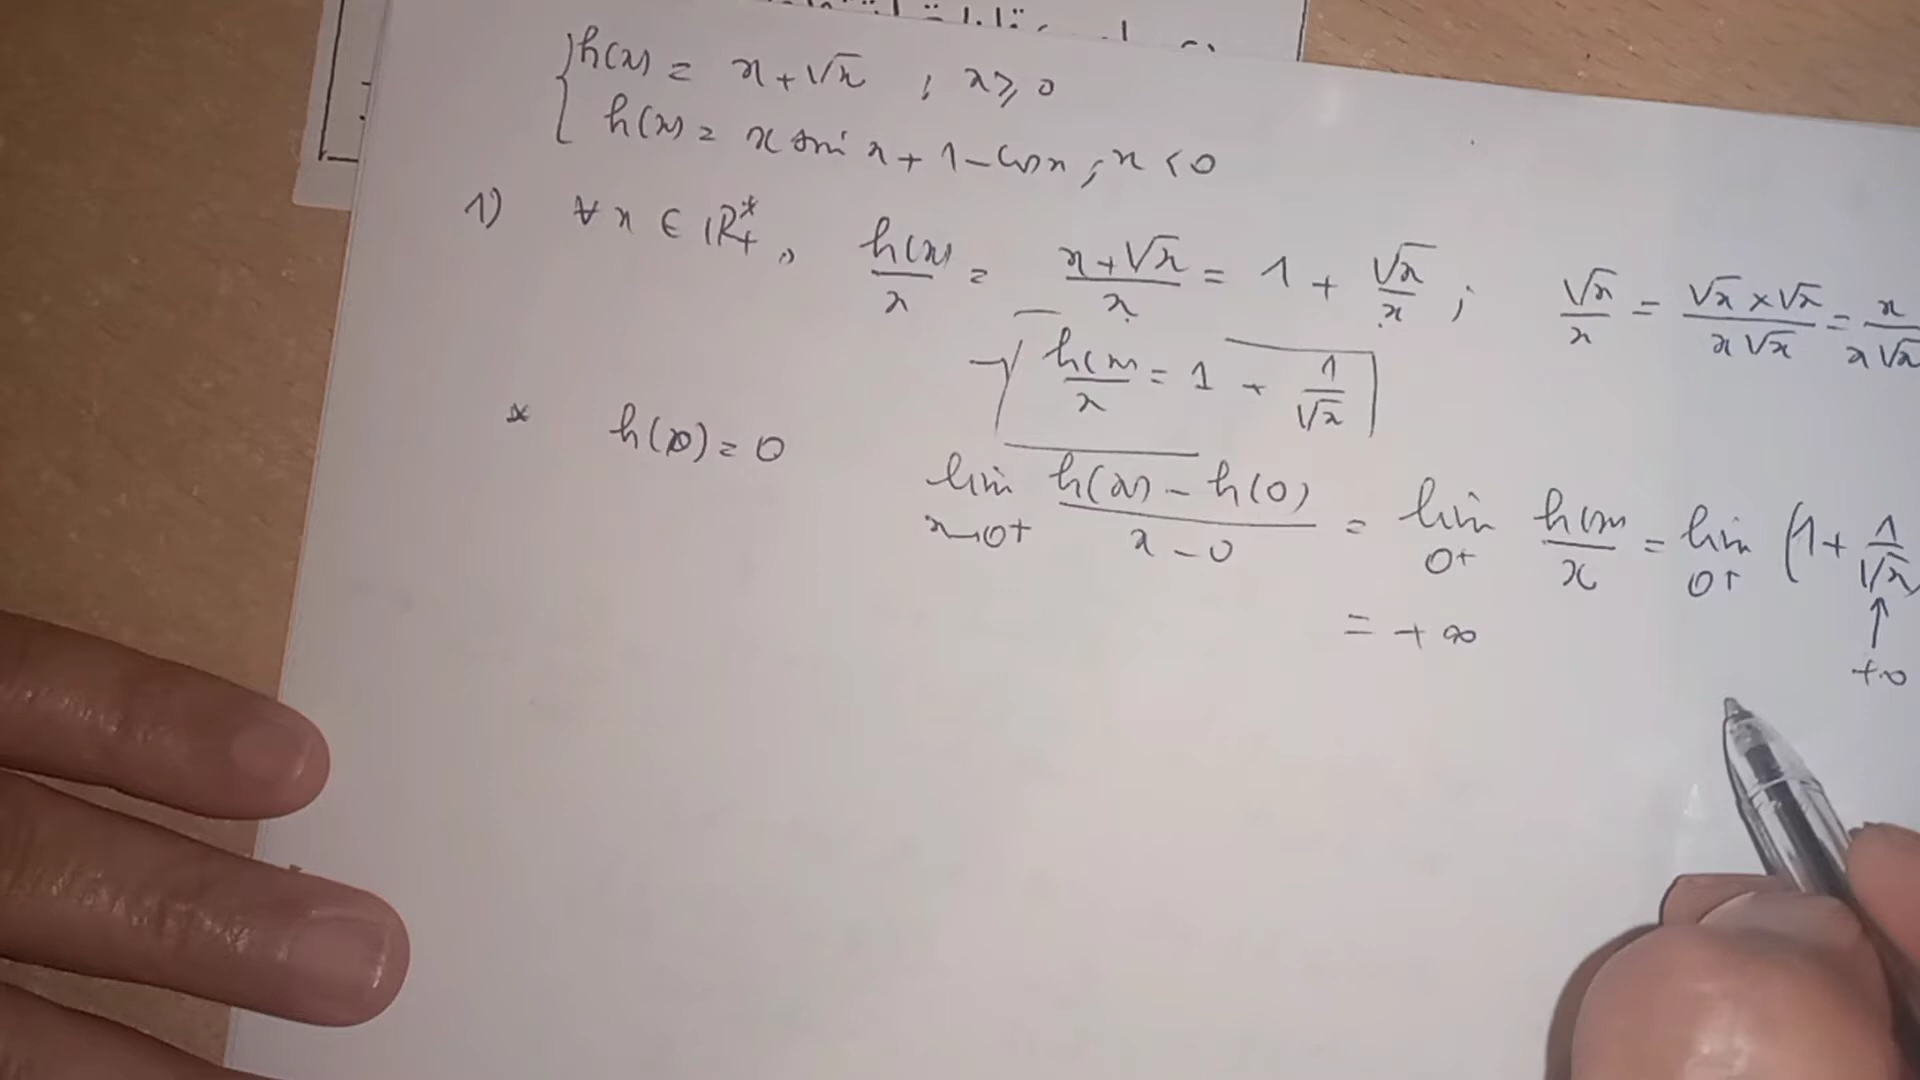 { h(x) = x + √x ; x ⩾ 0
h(x) = x sin x + 1 - cos x ; x < 0
1) ∀ x ∈ ℝ*₊, h(x)/x = (x + √x)/x = 1 + √x/x ; √x/x = (√x × √x)/(x √x) = x/(x √x)
h(x)/x = 1 + 1/√x
* h(0) = 0 lim x→0+ (h(x) - h(0))/(x - 0) = lim 0+ h(x)/x = lim 0+ (1 + 1/√x
= +∞ ↑
+∞